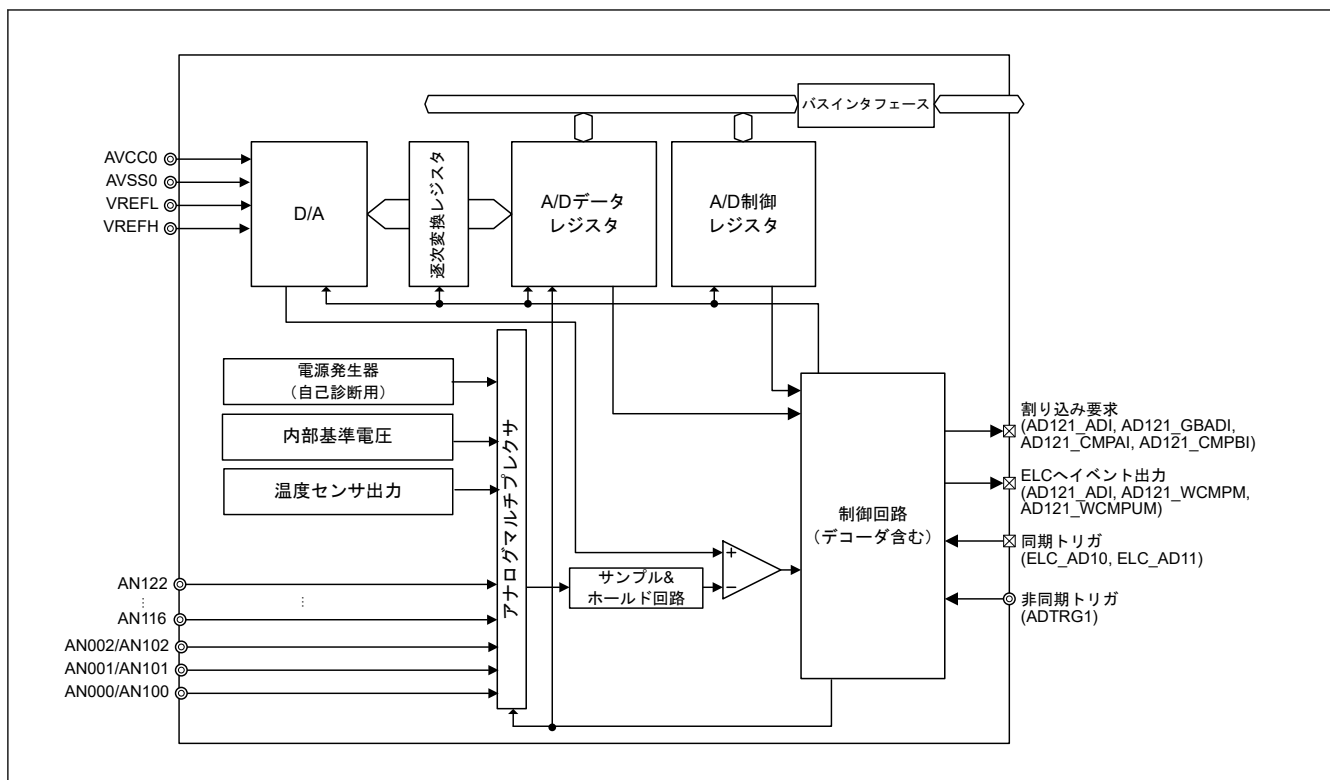 バスインタフェース
AVCC0
AVSS0
VREFL
VREFH
D/A
逐次変換レジスタ
A/Dデータ
レジスタ
A/D制御
レジスタ
電源発生器
(自己診断用)
内部基準電圧
温度センサ出力
アナログマルチプレクサ
サンプル&
ホールド回路
+
−
制御回路
(デコーダ含む)
割り込み要求
(AD121_ADI, AD121_GBADI,
AD121_CMPAI, AD121_CMPBI)
ELCへイベント出力
(AD121_ADI, AD121_WCMPM,
AD121_WCMPUM)
同期トリガ
(ELC_AD10, ELC_AD11)
非同期トリガ
(ADTRG1)
AN122
…
…
AN116
AN002/AN102
AN001/AN101
AN000/AN100